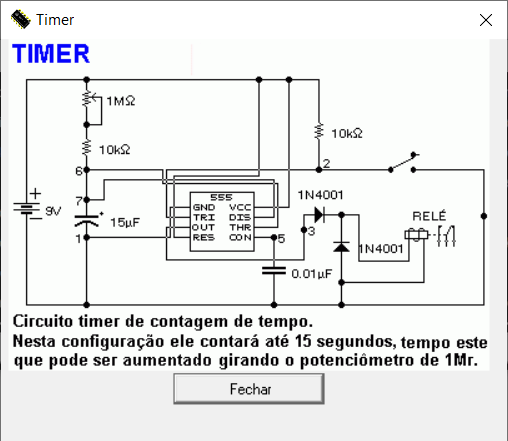 Timer
TIMER
1MΩ
10kΩ
10kΩ
6
2
7
555
1N4001
9V
15µF
GND VCC
TRI DIS
OUT THR
RES CON
RELÉ
3
1
5
1N4001
0.01µF
Circuito timer de contagem de tempo.
Nesta configuração ele contará até 15 segundos, tempo este
que pode ser aumentado girando o potenciômetro de 1Mr.
Fechar